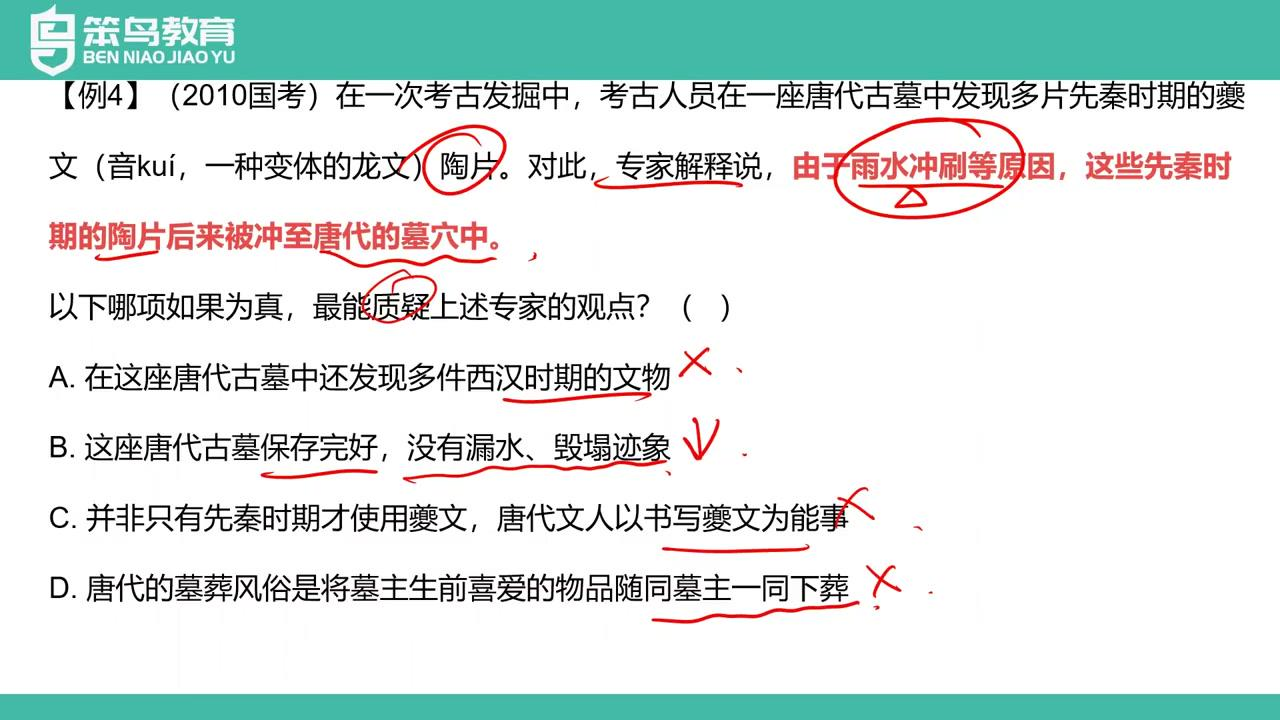 笨鸟教育
BEN NIAO JIAO YU
【例4】（2010国考）在一次考古发掘中，考古人员在一座唐代古墓中发现多片先秦时期的夔
文（音kuí，一种变体的龙文）陶片。对此，专家解释说，由于雨水冲刷等原因，这些先秦时
期的陶片后来被冲至唐代的墓穴中。
以下哪项如果为真，最能质疑上述专家的观点？（ ）
A. 在这座唐代古墓中还发现多件西汉时期的文物
B. 这座唐代古墓保存完好，没有漏水、毁塌迹象
C. 并非只有先秦时期才使用夔文，唐代文人以书写夔文为能事
D. 唐代的墓葬风俗是将墓主生前喜爱的物品随同墓主一同下葬